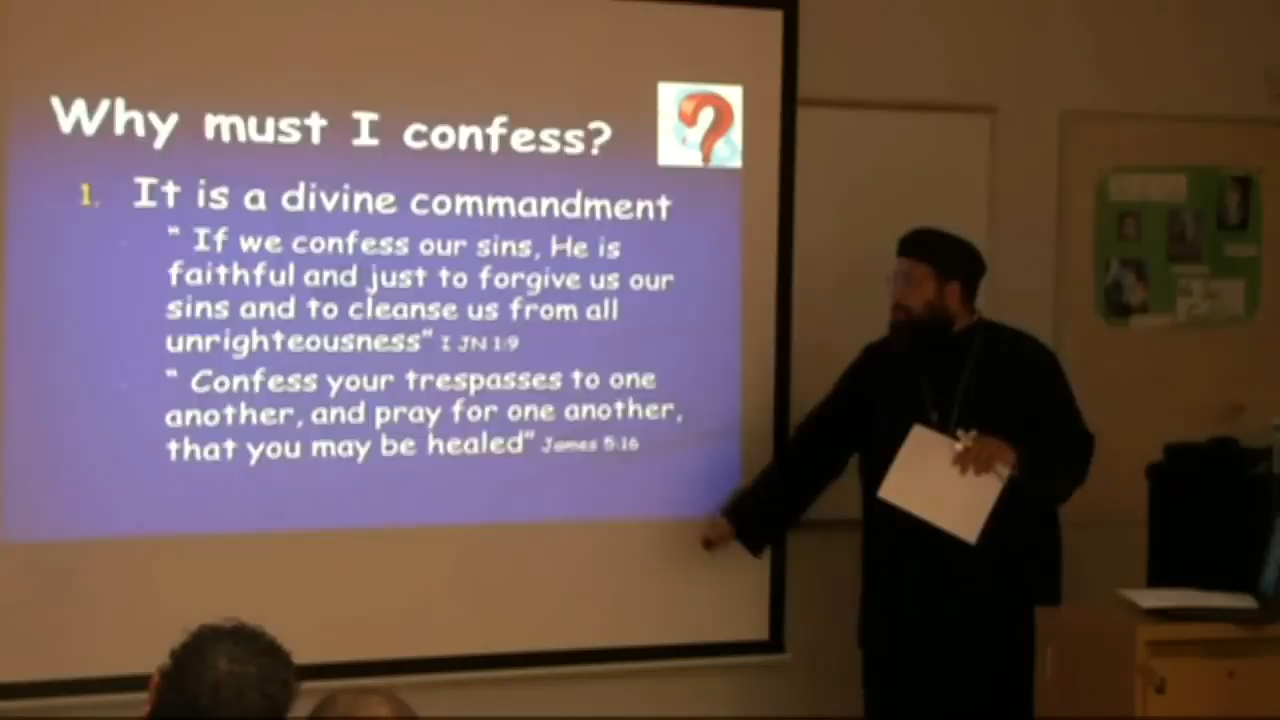 Why must I confess?
1. It is a divine commandment
" If we confess our sins, He is
faithful and just to forgive us our
sins and to cleanse us from all
unrighteousness" I JN 1:9
" Confess your trespasses to one
another, and pray for one another,
that you may be healed" James 5:16